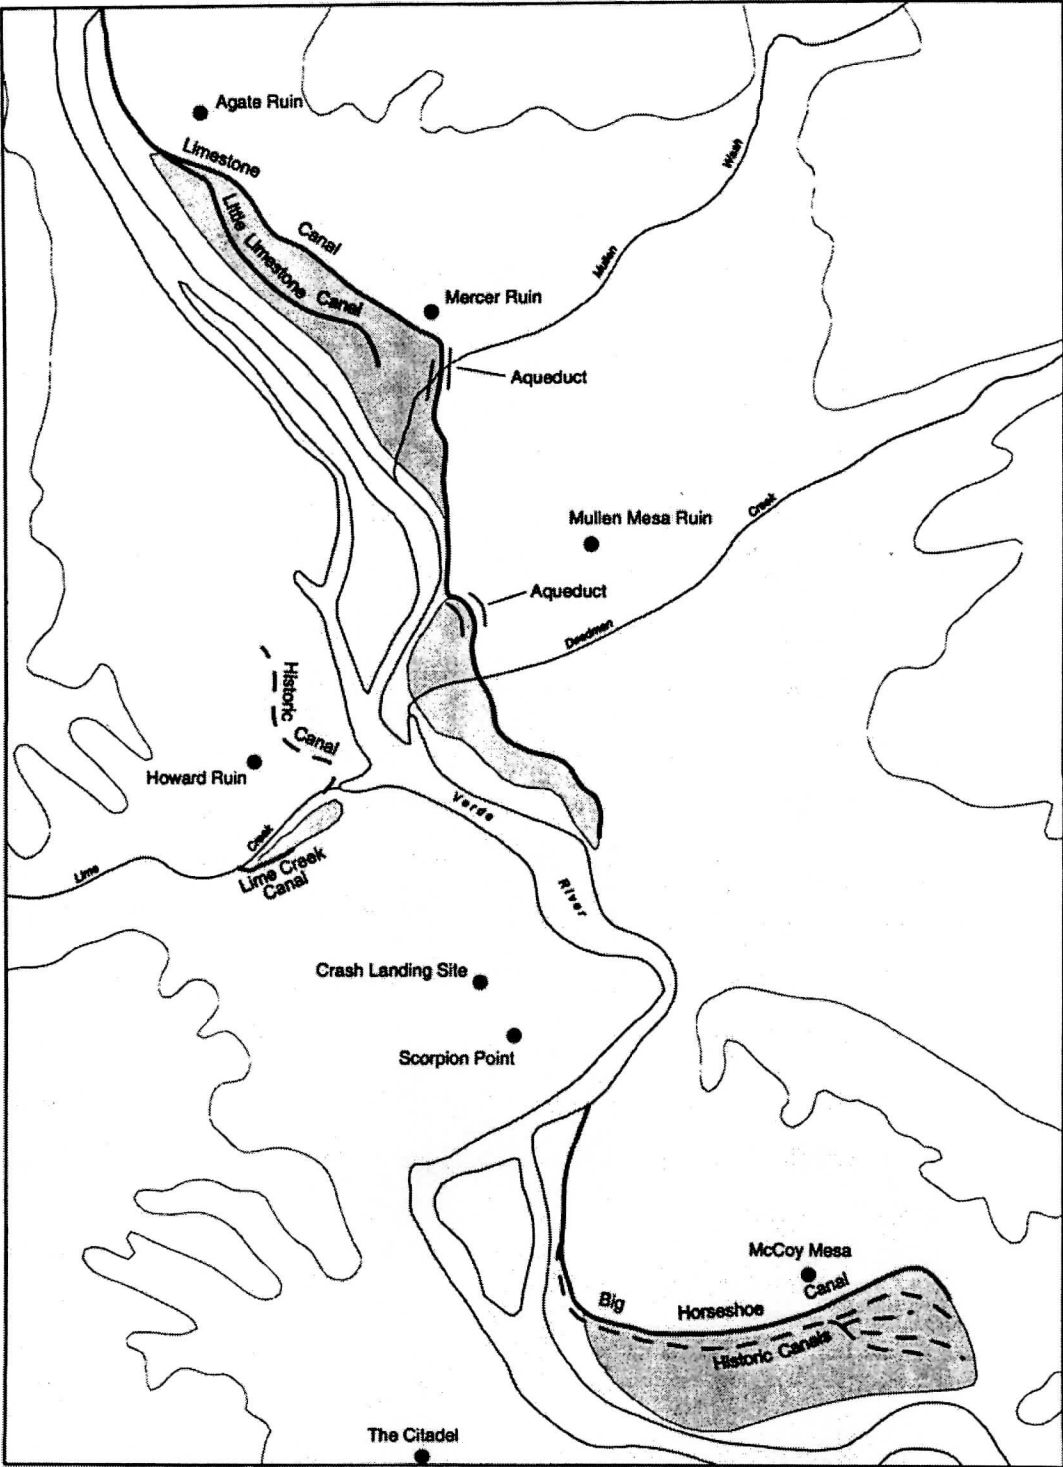 Agate Ruin
Limestone
Canal
Little Limestone Canal
Wash
Mullen
Mercer Ruin
Aqueduct
Mullen Mesa Ruin
Creek
Aqueduct
Deadman
Historic
Canal
Howard Ruin
Verde
Creek
Lime
Lime Creek
Canal
River
Crash Landing Site
Scorpion Point
McCoy Mesa
Big
Horseshoe
Canal
Historic Canals
The Citadel